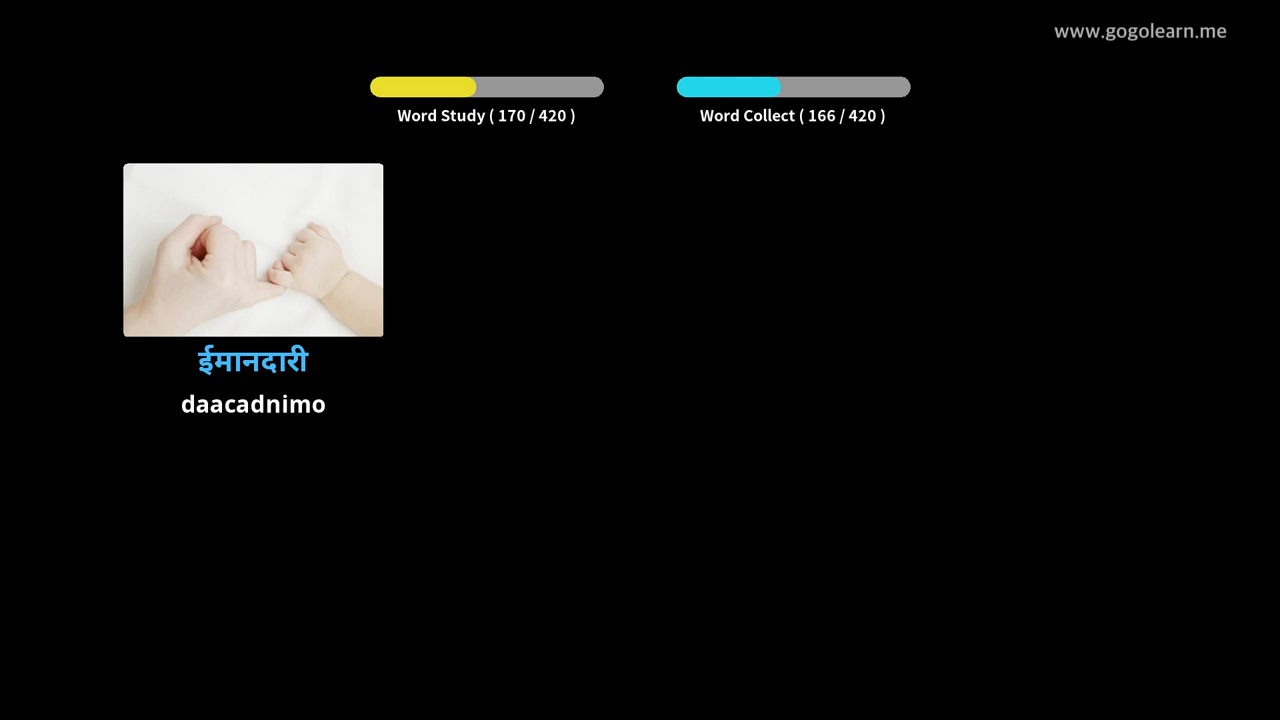 www.gogolearn.me
Word Study ( 170 / 420 )
Word Collect ( 166 / 420 )
ईमानदारी
daacadnimo